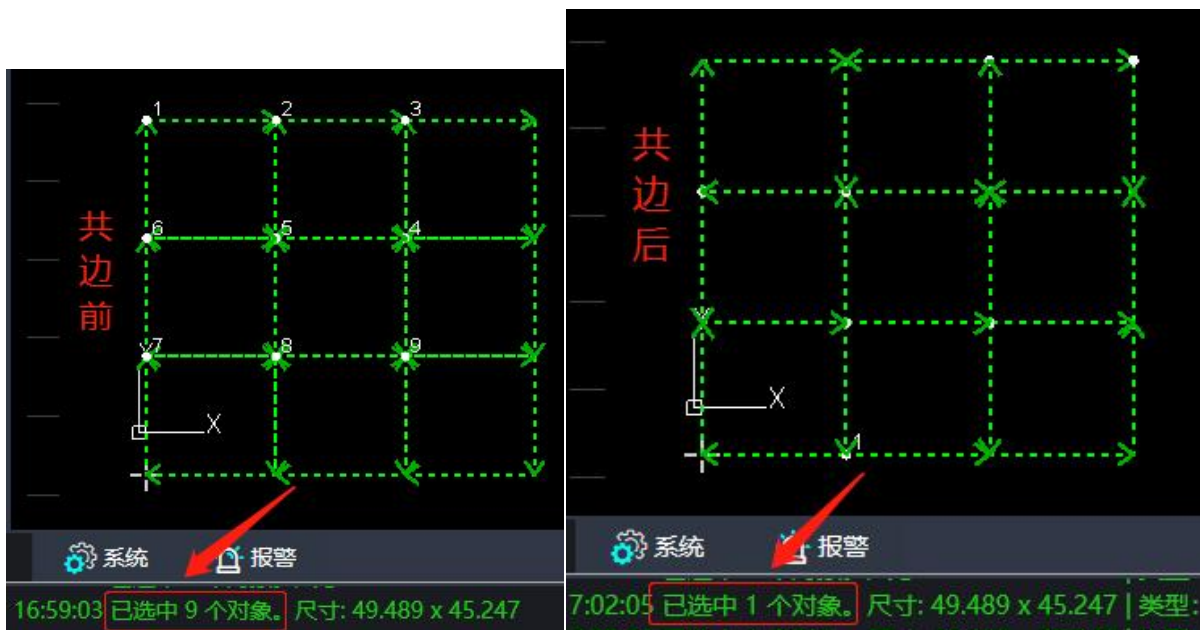 1 2 3
6 5 4
7 8 9
Y
X
共边前
系统 报警
16:59:03 已选中 9 个对象。 尺寸: 49.489 x 45.247
共边后
X
1
系统 报警
7:02:05 已选中 1 个对象。 尺寸: 49.489 x 45.247 | 类型: